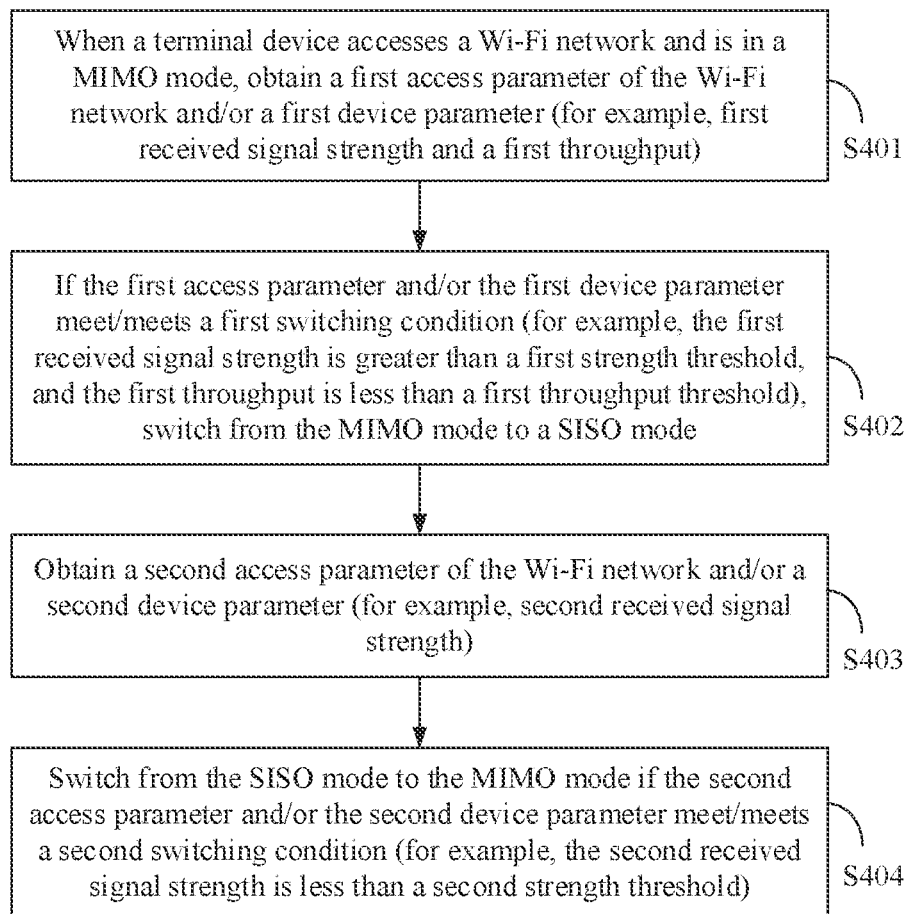 When a terminal device accesses a Wi-Fi network and is in a
MIMO mode, obtain a first access parameter of the Wi-Fi
network and/or a first device parameter (for example, first
received signal strength and a first throughput)
S401
If the first access parameter and/or the first device parameter
meet/meets a first switching condition (for example, the first
received signal strength is greater than a first strength threshold,
and the first throughput is less than a first throughput threshold),
switch from the MIMO mode to a SISO mode
S402
Obtain a second access parameter of the Wi-Fi network and/or a
second device parameter (for example, second received signal
strength)
S403
Switch from the SISO mode to the MIMO mode if the second
access parameter and/or the second device parameter meet/meets
a second switching condition (for example, the second received
signal strength is less than a second strength threshold)
S404